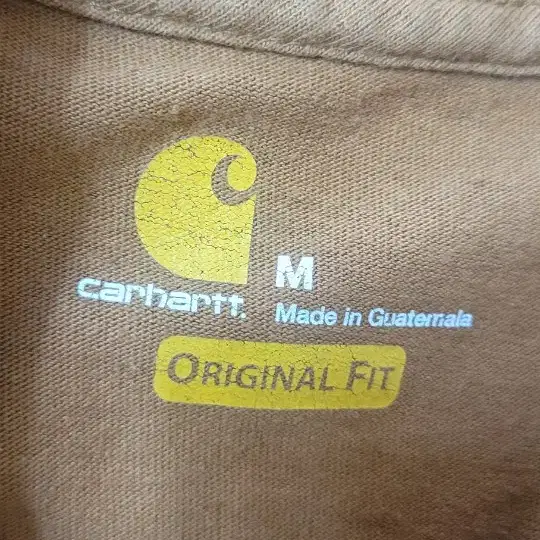 M
carhartt.
Made in Guatemala
ORIGINAL FIT